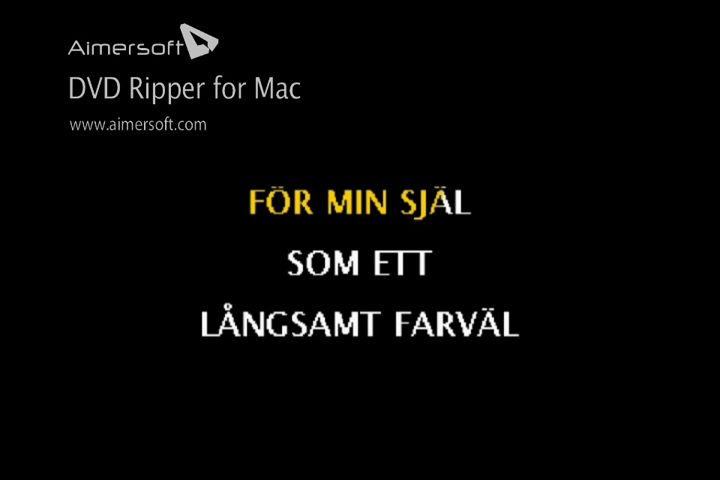 Aimersoft
DVD Ripper for Mac
www.aimersoft.com
FÖR MIN SJÄL
SOM ETT
LÅNGSAMT FARVÄL